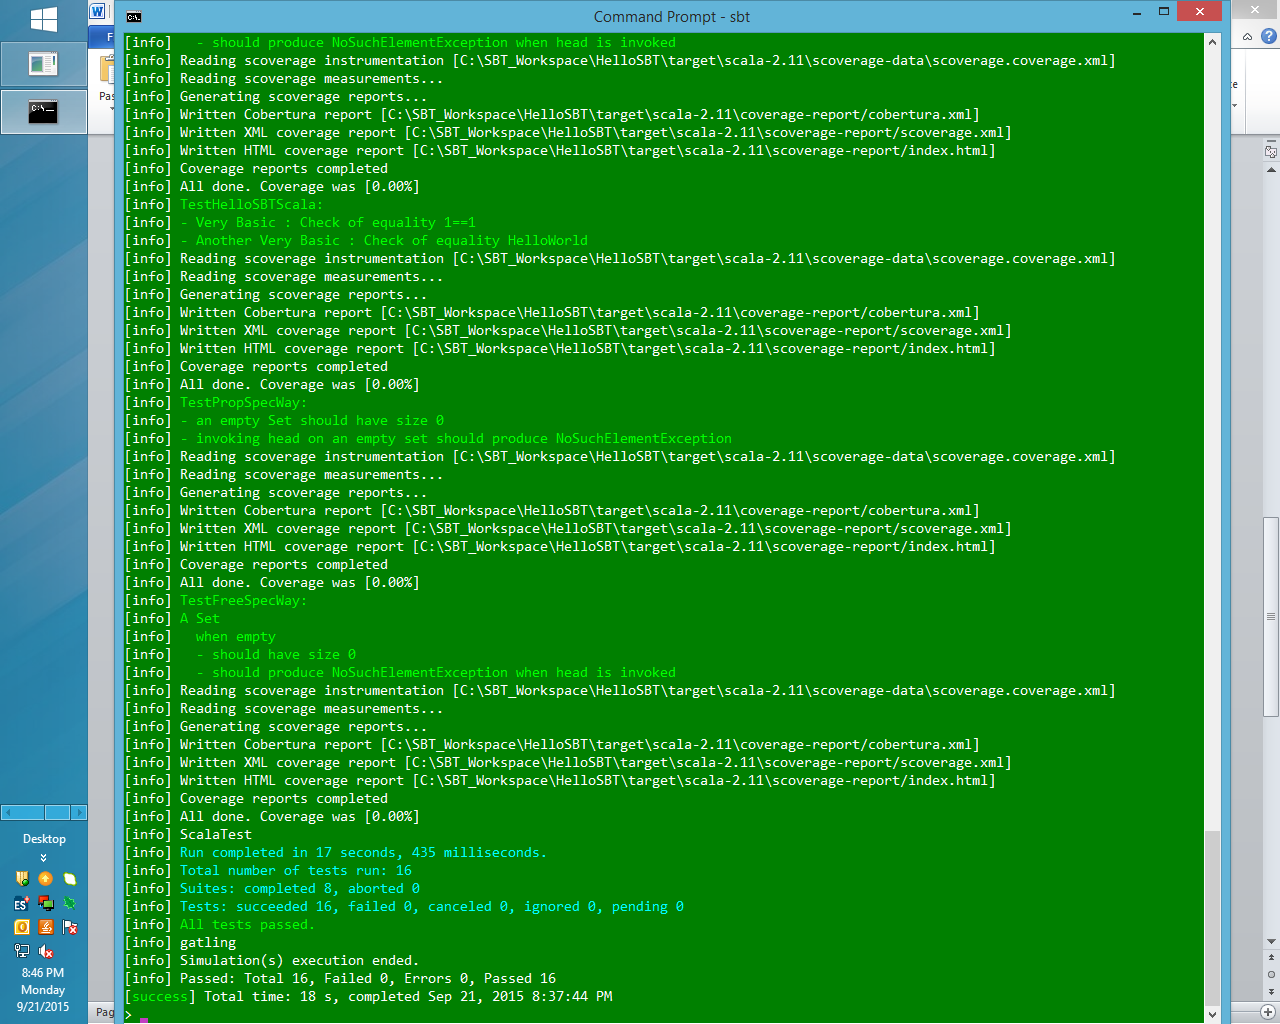 Command Prompt - sbt
[info]   - should produce NoSuchElementException when head is invoked
[info] Reading scoverage instrumentation [C:\SBT_Workspace\HelloSBT\target\scala-2.11\scoverage-data\scoverage.coverage.xml]
[info] Reading scoverage measurements...
[info] Generating scoverage reports...
[info] Written Cobertura report [C:\SBT_Workspace\HelloSBT\target\scala-2.11\coverage-report/cobertura.xml]
[info] Written XML coverage report [C:\SBT_Workspace\HelloSBT\target\scala-2.11\scoverage-report/scoverage.xml]
[info] Written HTML coverage report [C:\SBT_Workspace\HelloSBT\target\scala-2.11\scoverage-report/index.html]
[info] Coverage reports completed
[info] All done. Coverage was [0.00%]
[info] TestHelloSBTScala:
[info] - Very Basic : Check of equality 1==1
[info] - Another Very Basic : Check of equality HelloWorld
[info] Reading scoverage instrumentation [C:\SBT_Workspace\HelloSBT\target\scala-2.11\scoverage-data\scoverage.coverage.xml]
[info] Reading scoverage measurements...
[info] Generating scoverage reports...
[info] Written Cobertura report [C:\SBT_Workspace\HelloSBT\target\scala-2.11\coverage-report/cobertura.xml]
[info] Written XML coverage report [C:\SBT_Workspace\HelloSBT\target\scala-2.11\scoverage-report/scoverage.xml]
[info] Written HTML coverage report [C:\SBT_Workspace\HelloSBT\target\scala-2.11\scoverage-report/index.html]
[info] Coverage reports completed
[info] All done. Coverage was [0.00%]
[info] TestPropSpecWay:
[info] - an empty Set should have size 0
[info] - invoking head on an empty set should produce NoSuchElementException
[info] Reading scoverage instrumentation [C:\SBT_Workspace\HelloSBT\target\scala-2.11\scoverage-data\scoverage.coverage.xml]
[info] Reading scoverage measurements...
[info] Generating scoverage reports...
[info] Written Cobertura report [C:\SBT_Workspace\HelloSBT\target\scala-2.11\coverage-report/cobertura.xml]
[info] Written XML coverage report [C:\SBT_Workspace\HelloSBT\target\scala-2.11\scoverage-report/scoverage.xml]
[info] Written HTML coverage report [C:\SBT_Workspace\HelloSBT\target\scala-2.11\scoverage-report/index.html]
[info] Coverage reports completed
[info] All done. Coverage was [0.00%]
[info] TestFreeSpecWay:
[info] A Set
[info]   when empty
[info]   - should have size 0
[info]   - should produce NoSuchElementException when head is invoked
[info] Reading scoverage instrumentation [C:\SBT_Workspace\HelloSBT\target\scala-2.11\scoverage-data\scoverage.coverage.xml]
[info] Reading scoverage measurements...
[info] Generating scoverage reports...
[info] Written Cobertura report [C:\SBT_Workspace\HelloSBT\target\scala-2.11\coverage-report/cobertura.xml]
[info] Written XML coverage report [C:\SBT_Workspace\HelloSBT\target\scala-2.11\scoverage-report/scoverage.xml]
[info] Written HTML coverage report [C:\SBT_Workspace\HelloSBT\target\scala-2.11\scoverage-report/index.html]
[info] Coverage reports completed
[info] All done. Coverage was [0.00%]
[info] ScalaTest
[info] Run completed in 17 seconds, 435 milliseconds.
[info] Total number of tests run: 16
[info] Suites: completed 8, aborted 0
[info] Tests: succeeded 16, failed 0, canceled 0, ignored 0, pending 0
[info] All tests passed.
[info] gatling
[info] Simulation(s) execution ended.
[info] Passed: Total 16, Failed 0, Errors 0, Passed 16
[success] Total time: 18 s, completed Sep 21, 2015 8:37:44 PM
>
F
Pas
Desktop
ES
8:46 PM
Monday
9/21/2015
Pag